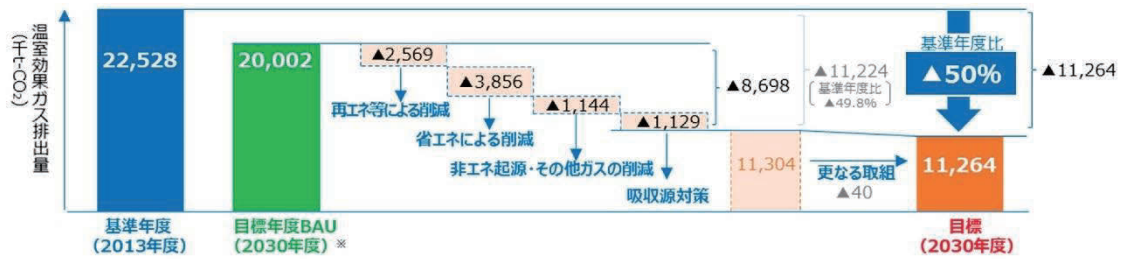 温室効果ガス排出量
(千t-CO₂)
22,528
20,002
▲2,569
▲3,856
▲1,144
▲1,129
再エネ等による削減
省エネによる削減
非エネ起源・その他ガスの削減
吸収源対策
▲8,698
▲11,224
基準年度比
▲49.8%
基準年度比
▲50%
▲11,264
11,304
更なる取組
▲40
11,264
基準年度
(2013年度)
目標年度BAU
(2030年度)※
目標
(2030年度)